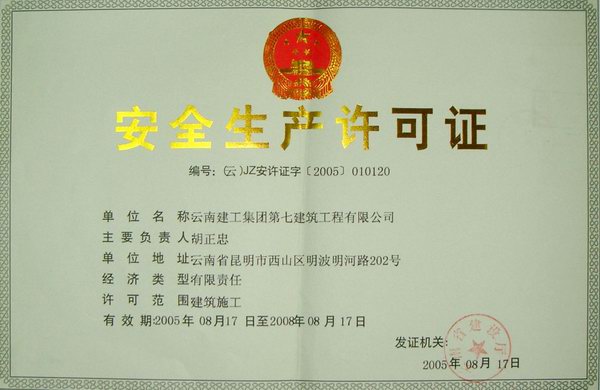 安全生产许可证
编号:(云)JZ安许证字〔2005〕010120
单位名称:云南建工集团第七建筑工程有限公司
主要负责人:胡正忠
单位地址:云南省昆明市西山区明波明河路202号
经济类型:有限责任
许可范围:建筑施工
有效期:2005年08月17日至2008年08月17日
发证机关:
省建设厅
2005年08月17日